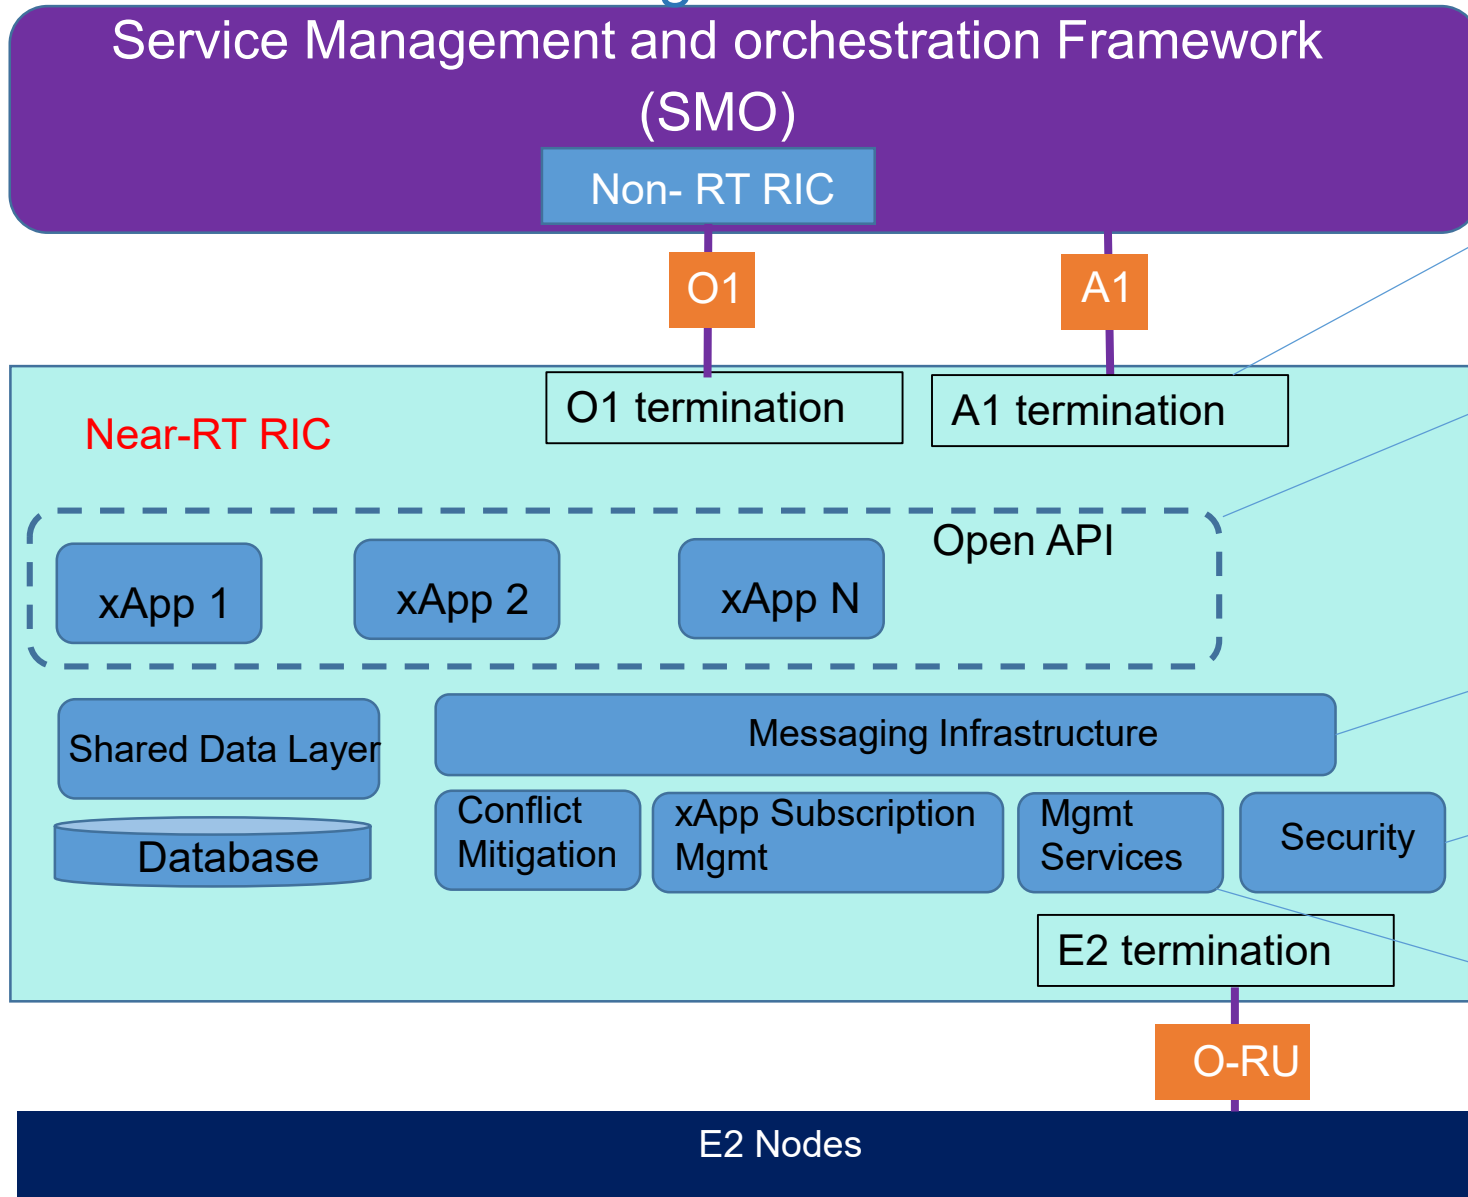 Service Management and orchestration Framework
(SMO)
Non- RT RIC
O1
A1
O1 termination
A1 termination
Near-RT RIC
Open API
xApp 1
xApp 2
xApp N
Shared Data Layer
Messaging Infrastructure
Database
Conflict
Mitigation
xApp Subscription
Mgmt
Mgmt
Services
Security
E2 termination
O-RU
E2 Nodes